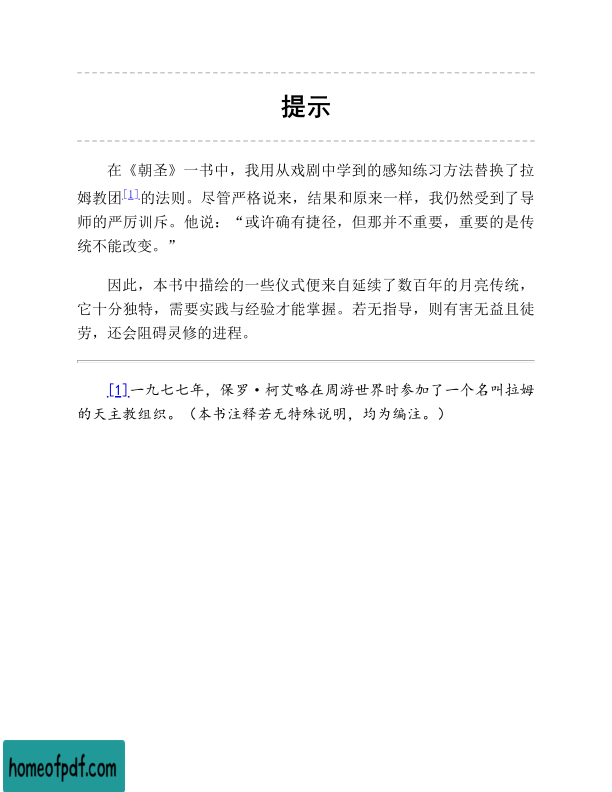 提示
在《朝圣》一书中，我用从戏剧中学到的感知练习方法替换了拉
姆教团[1]的法则。尽管严格说来，结果和原来一样，我仍然受到了导
师的严厉训斥。他说：“或许确有捷径，但那并不重要，重要的是传
统不能改变。”
因此，本书中描绘的一些仪式便来自延续了数百年的月亮传统，
它十分独特，需要实践与经验才能掌握。若无指导，则有害无益且徒
劳，还会阻碍灵修的进程。
[1]一九七七年，保罗·柯艾略在周游世界时参加了一个名叫拉姆
的天主教组织。（本书注释若无特殊说明，均为编注。）
homeofpdf.com